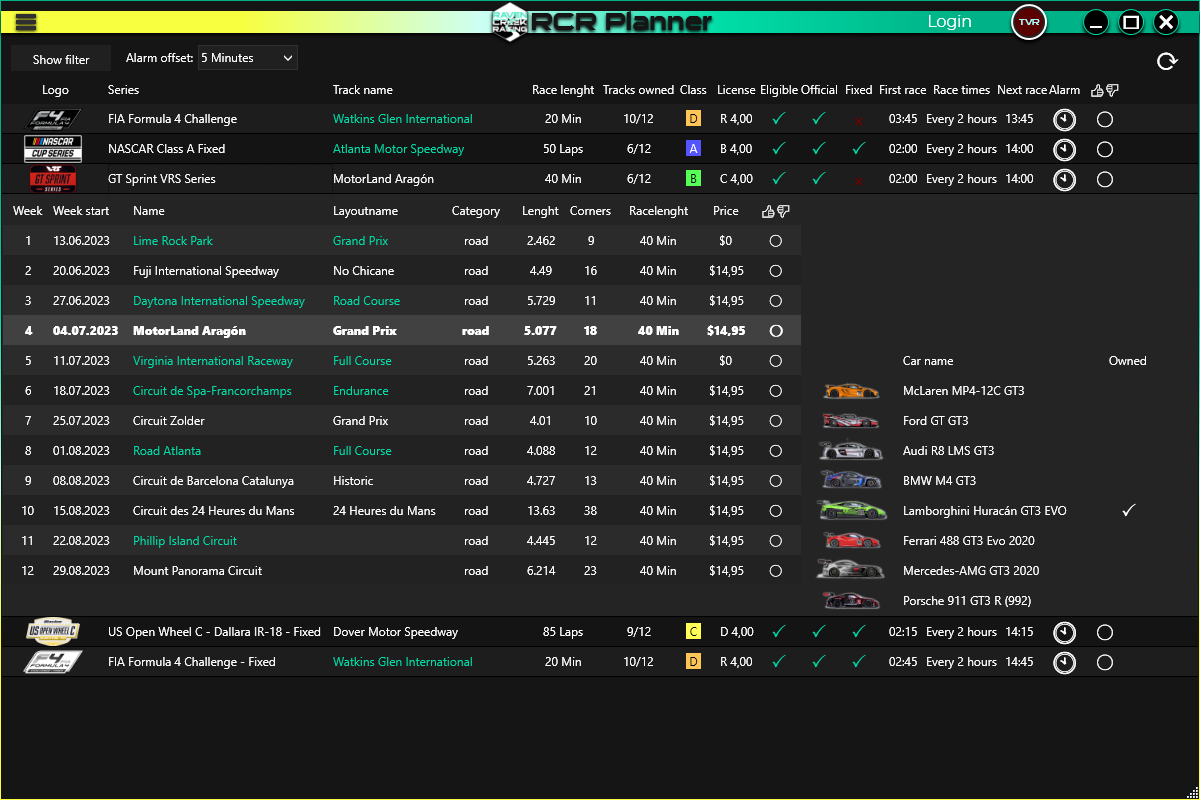 RAVEN CREEK RACING RCR Planner Login TVR
Show filter Alarm offset: 5 Minutes
Logo Series Track name Race lenght Tracks owned Class License Eligible Official Fixed First race Race times Next race Alarm
F4 FIA FORMULA 4 FIA Formula 4 Challenge Watkins Glen International 20 Min 10/12 D R 4,00 ✓ ✓ × 03:45 Every 2 hours 13:45
NASCAR CUP SERIES NASCAR Class A Fixed Atlanta Motor Speedway 50 Laps 6/12 A B 4,00 ✓ ✓ ✓ 02:00 Every 2 hours 14:00
VRS GT SPRINT SERIES GT Sprint VRS Series MotorLand Aragón 40 Min 6/12 B C 4,00 ✓ ✓ × 02:00 Every 2 hours 14:00
Week Week start Name Layoutname Category Lenght Corners Racelenght Price
1 13.06.2023 Lime Rock Park Grand Prix road 2.462 9 40 Min $0
2 20.06.2023 Fuji International Speedway No Chicane road 4.49 16 40 Min $14,95
3 27.06.2023 Daytona International Speedway Road Course road 5.729 11 40 Min $14,95
4 04.07.2023 MotorLand Aragón Grand Prix road 5.077 18 40 Min $14,95
5 11.07.2023 Virginia International Raceway Full Course road 5.263 20 40 Min $0 Car name Owned
6 18.07.2023 Circuit de Spa-Francorchamps Endurance road 7.001 21 40 Min $14,95 McLaren MP4-12C GT3
7 25.07.2023 Circuit Zolder Grand Prix road 4.01 10 40 Min $14,95 Ford GT GT3
8 01.08.2023 Road Atlanta Full Course road 4.088 12 40 Min $14,95 Audi R8 LMS GT3
9 08.08.2023 Circuit de Barcelona Catalunya Historic road 4.727 13 40 Min $14,95 BMW M4 GT3
10 15.08.2023 Circuit des 24 Heures du Mans 24 Heures du Mans road 13.63 38 40 Min $14,95 Lamborghini Huracán GT3 EVO ✓
11 22.08.2023 Phillip Island Circuit road 4.445 12 40 Min $14,95 Ferrari 488 GT3 Evo 2020
12 29.08.2023 Mount Panorama Circuit road 6.214 23 40 Min $14,95 Mercedes-AMG GT3 2020
Porsche 911 GT3 R (992)
US OPEN WHEEL C US Open Wheel C - Dallara IR-18 - Fixed Dover Motor Speedway 85 Laps 9/12 C D 4,00 ✓ ✓ ✓ 02:15 Every 2 hours 14:15
F4 FIA FORMULA 4 FIA Formula 4 Challenge - Fixed Watkins Glen International 20 Min 10/12 D R 4,00 ✓ ✓ ✓ 02:45 Every 2 hours 14:45